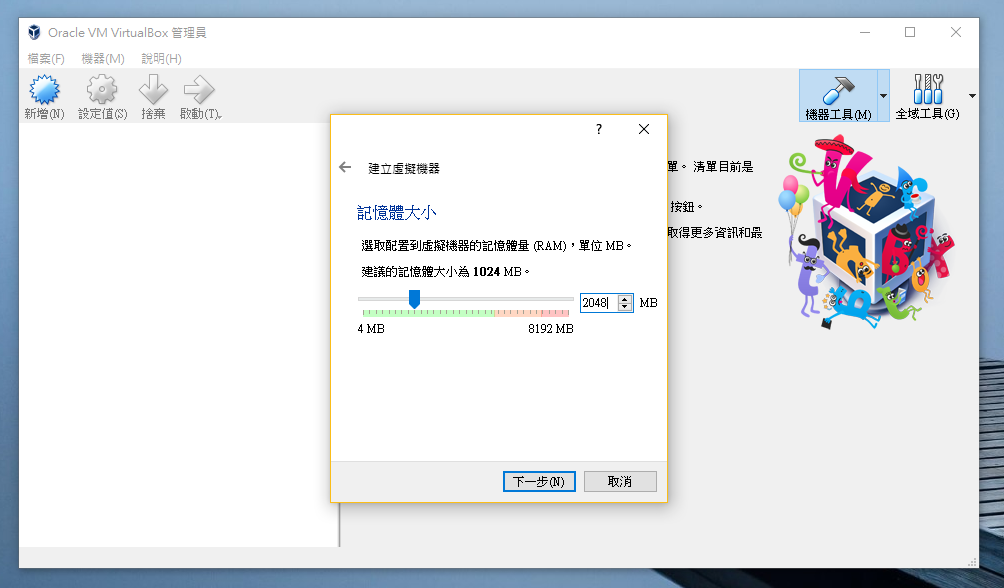 Oracle VM VirtualBox 管理員
檔案(F) 機器(M) 說明(H)
新增(N) 設定值(S) 捨棄 啟動(T)
機器工具(M) 全域工具(G)
?
建立虛擬機器
單。清單目前是
記憶體大小
按鈕。
取得更多資訊和最
選取配置到虛擬機器的記憶體量 (RAM)，單位 MB。
建議的記憶體大小為 1024 MB。
2048 MB
4 MB 8192 MB
下一步(N) 取消